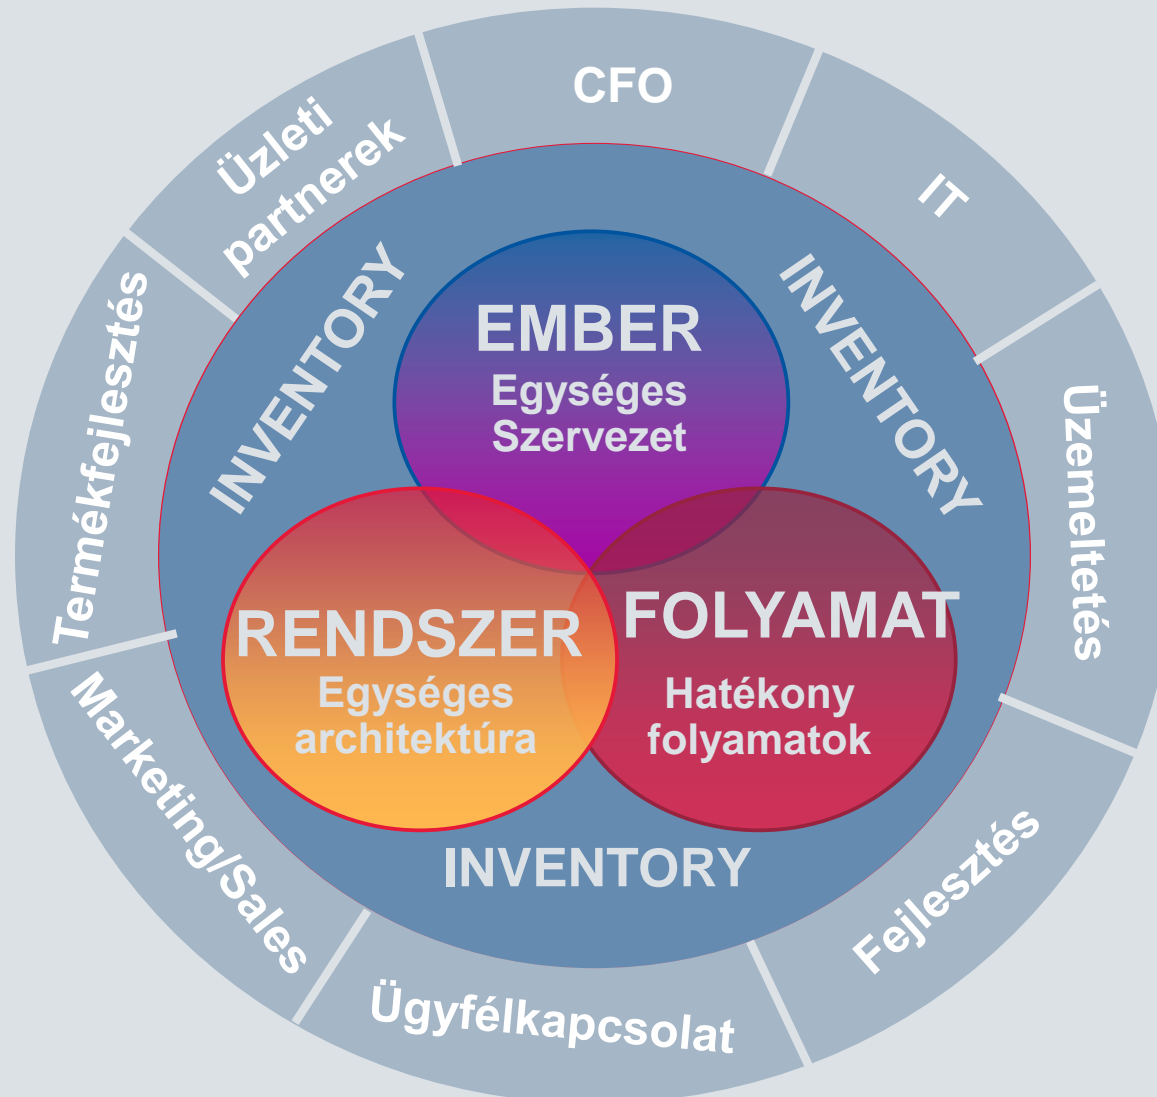 CFO
IT
Üzemeltetés
Fejlesztés
Ügyfélkapcsolat
Marketing/Sales
Termékfejlesztés
Üzleti
partnerek
INVENTORY
INVENTORY
INVENTORY
EMBER
Egységes
Szervezet
RENDSZER
Egységes
architektúra
FOLYAMAT
Hatékony
folyamatok